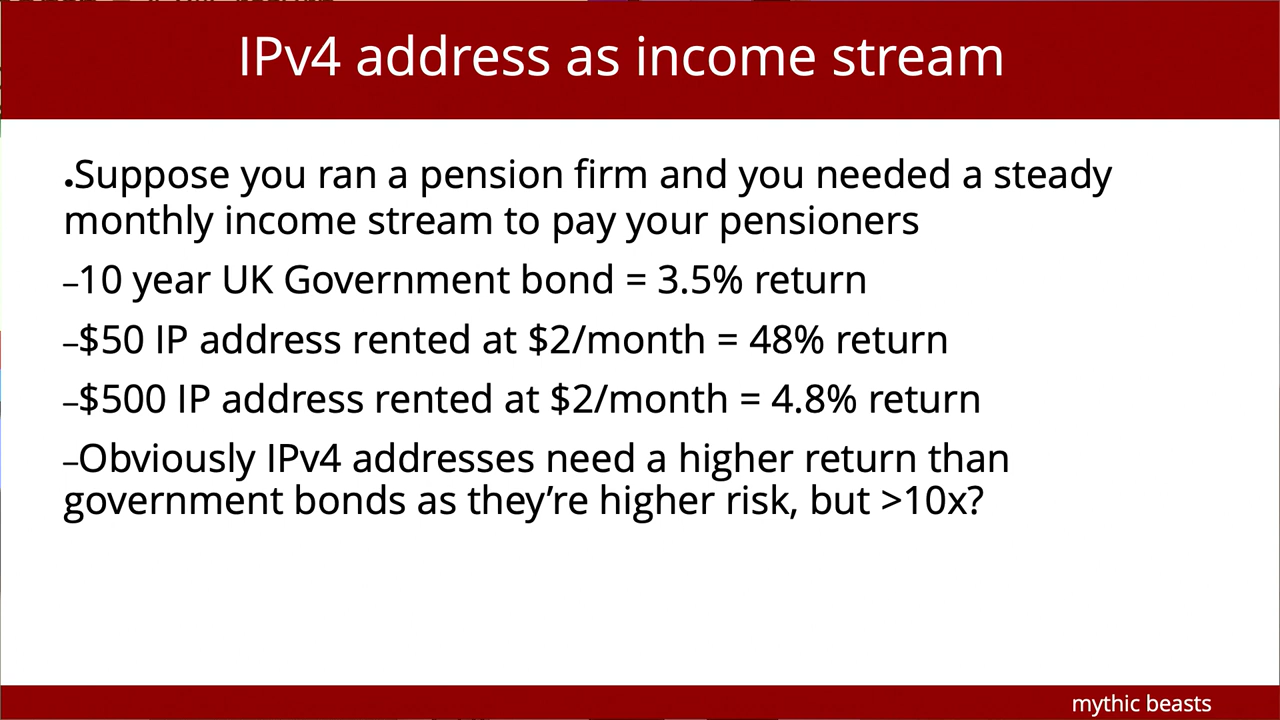 IPv4 address as income stream
•Suppose you ran a pension firm and you needed a steady
monthly income stream to pay your pensioners
–10 year UK Government bond = 3.5% return
–$50 IP address rented at $2/month = 48% return
–$500 IP address rented at $2/month = 4.8% return
–Obviously IPv4 addresses need a higher return than
government bonds as they’re higher risk, but >10x?
mythic beasts